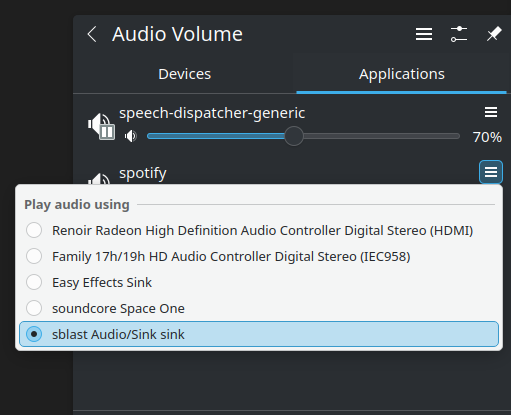 Audio Volume
Devices
Applications
speech-dispatcher-generic
70%
spotify
Play audio using
Renoir Radeon High Definition Audio Controller Digital Stereo (HDMI)
Family 17h/19h HD Audio Controller Digital Stereo (IEC958)
Easy Effects Sink
soundcore Space One
sblast Audio/Sink sink